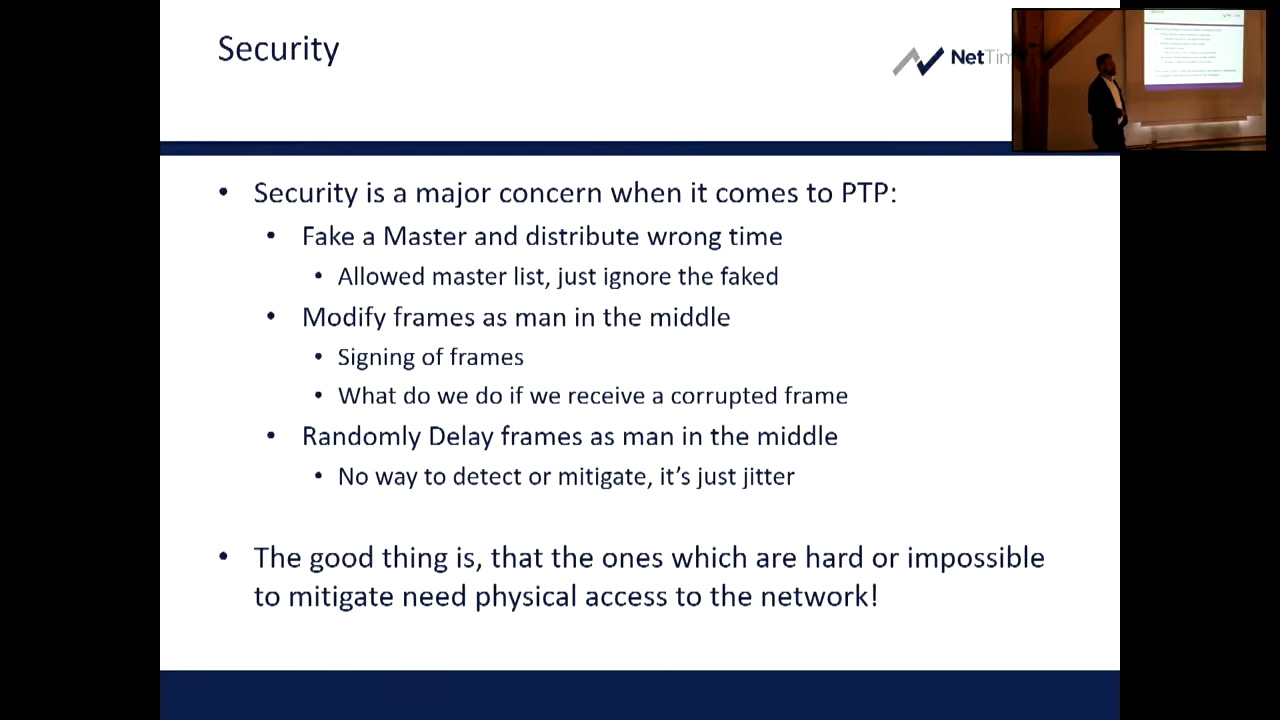 Security
Net
Security is a major concern when it comes to PTP:
Fake a Master and distribute wrong time
Allowed master list, just ignore the faked
Modify frames as man in the middle
Signing of frames
What do we do if we receive a corrupted frame
Randomly Delay frames as man in the middle
No way to detect or mitigate, it's just jitter
The good thing is, that the ones which are hard or impossible
to mitigate need physical access to the network!